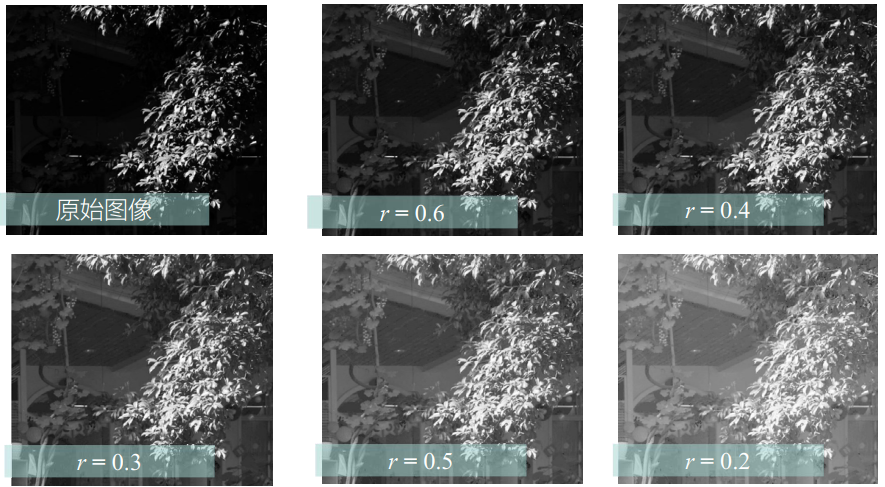 原始图像
r = 0.6
r = 0.4
r = 0.3
r = 0.5
r = 0.2